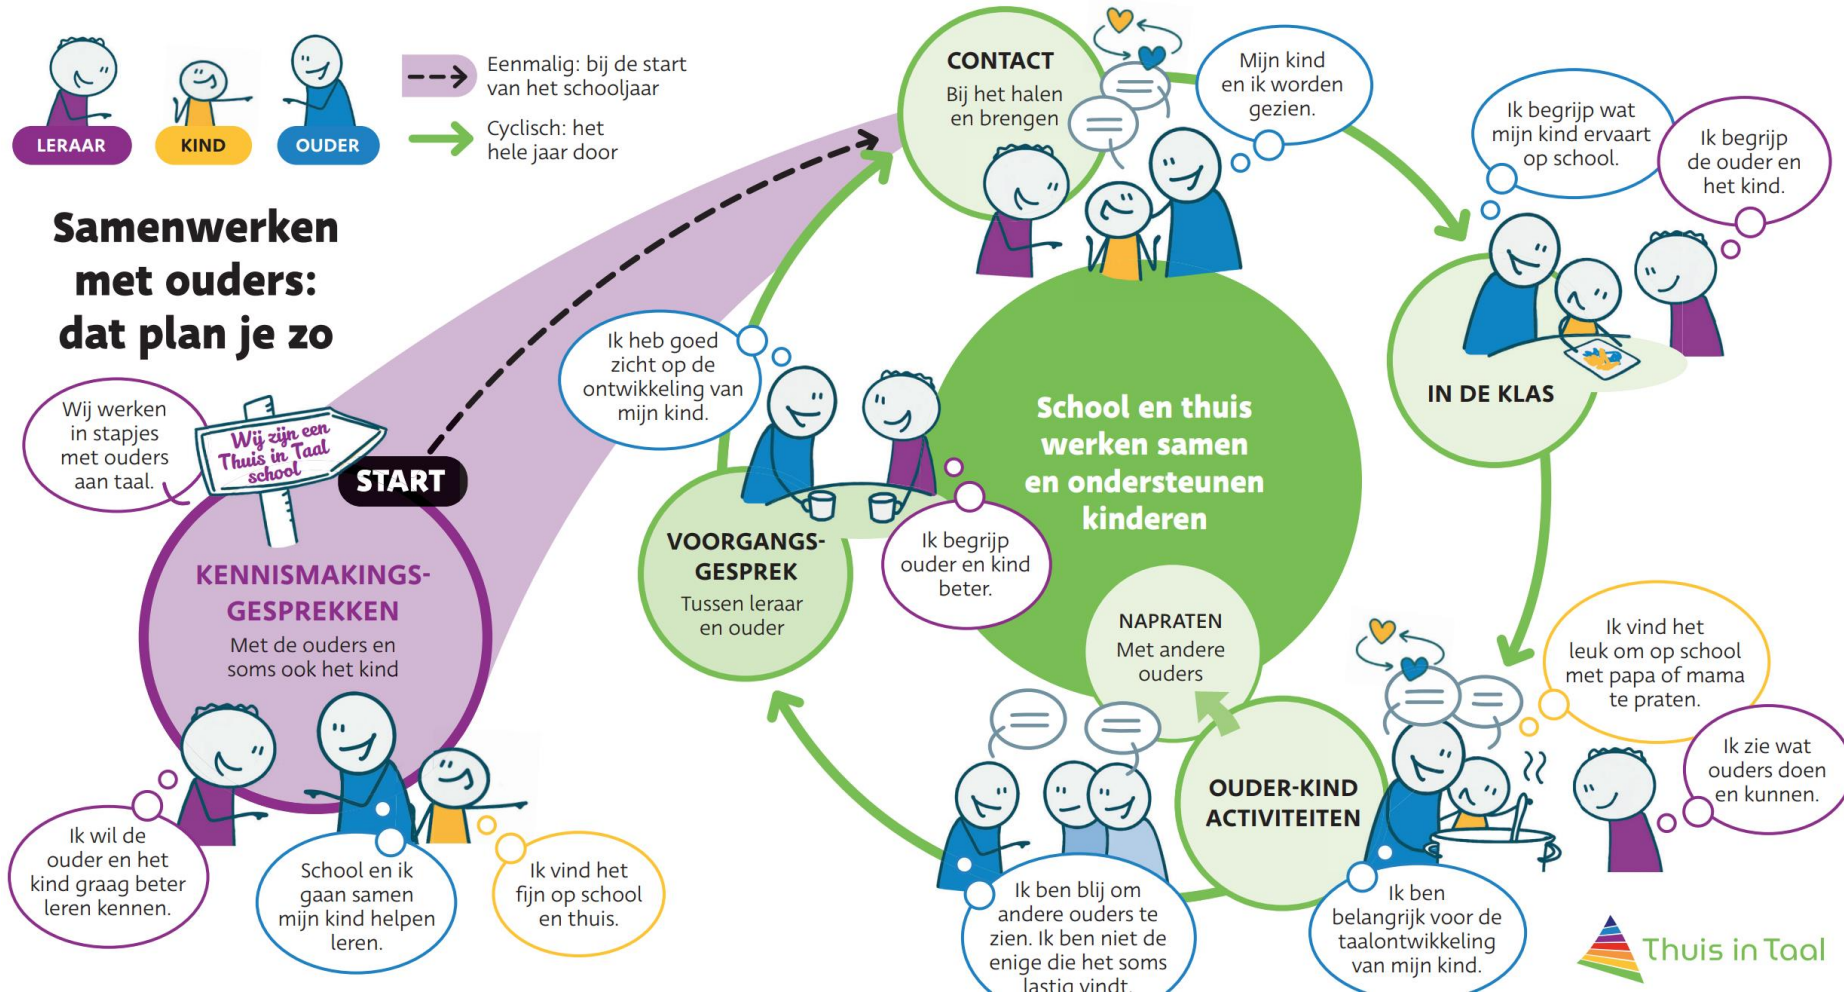 LERAAR
KIND
OUDER
Eenmalig: bij de start
van het schooljaar
Cyclisch: het
hele jaar door
Samenwerken
met ouders:
dat plan je zo
Wij werken
in stapjes
met ouders
aan taal.
Wij zijn een
Thuis in Taal
school
START
KENNISMAKINGS-
GESPREKKEN
Met de ouders en
soms ook het kind
Ik wil de
ouder en het
kind graag beter
leren kennen.
School en ik
gaan samen
mijn kind helpen
leren.
Ik vind het
fijn op school
en thuis.
CONTACT
Bij het halen
en brengen
Mijn kind
en ik worden
gezien.
Ik begrijp wat
mijn kind ervaart
op school.
Ik begrijp
de ouder en
het kind.
IN DE KLAS
School en thuis
werken samen
en ondersteunen
kinderen
Ik vind het
leuk om op school
met papa of mama
te praten.
Ik zie wat
ouders doen
en kunnen.
OUDER-KIND
ACTIVITEITEN
Ik ben
belangrijk voor de
taalontwikkeling
van mijn kind.
NAPRATEN
Met andere
ouders
Ik ben blij om
andere ouders te
zien. Ik ben niet de
enige die het soms
lastig vindt.
VOORGANGS-
GESPREK
Tussen leraar
en ouder
Ik heb goed
zicht op de
ontwikkeling van
mijn kind.
Ik begrijp
ouder en kind
beter.
Thuis in Taal